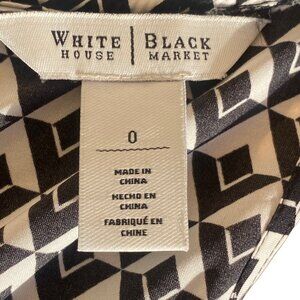 WHITE | BLACK
HOUSE | MARKET
0
MADE IN
CHINA
HECHO EN
CHINA
FABRIQUÉ EN
CHINE